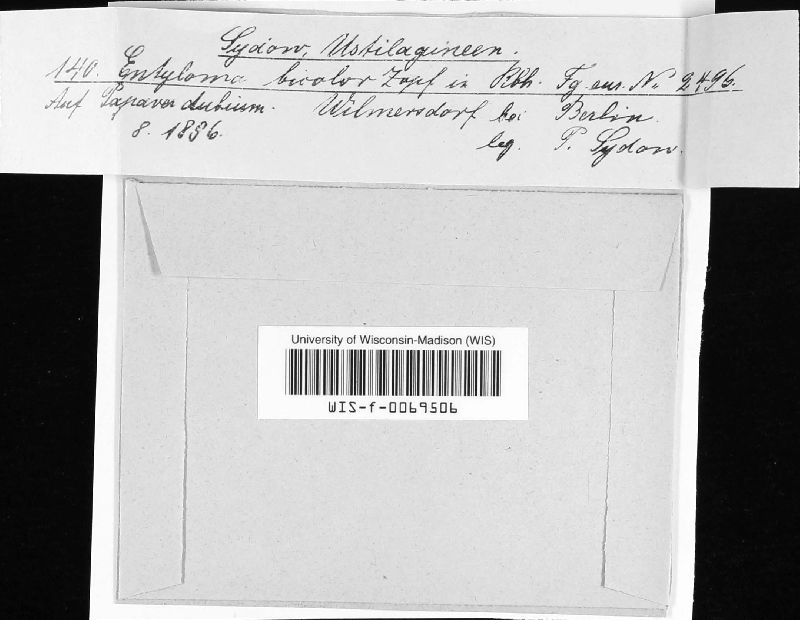 Sydow, Ustilagineen.
140. Entyloma bicolor Zopf in Rbh. Fg. eur. No 2496.
Auf Papaver dubium. Wilmersdorf bei Berlin.
8. 1896. leg. P. Sydow.
University of Wisconsin-Madison (WIS)
WIS-f-0069506